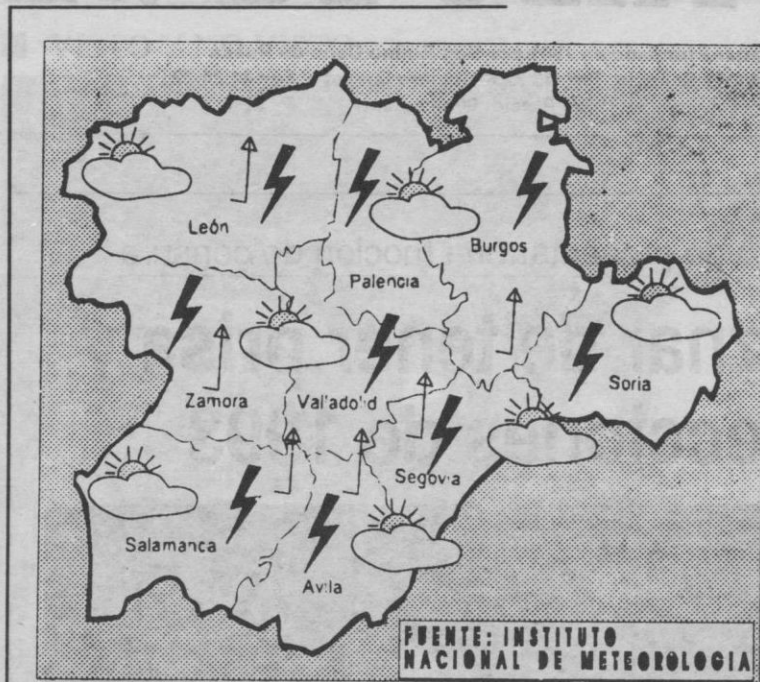 León
Burgos
Palencia
Soria
Zamora
Valladolid
Segovia
Salamanca
Avila
FUENTE: INSTITUTO
NACIONAL DE METEOROLOGIA